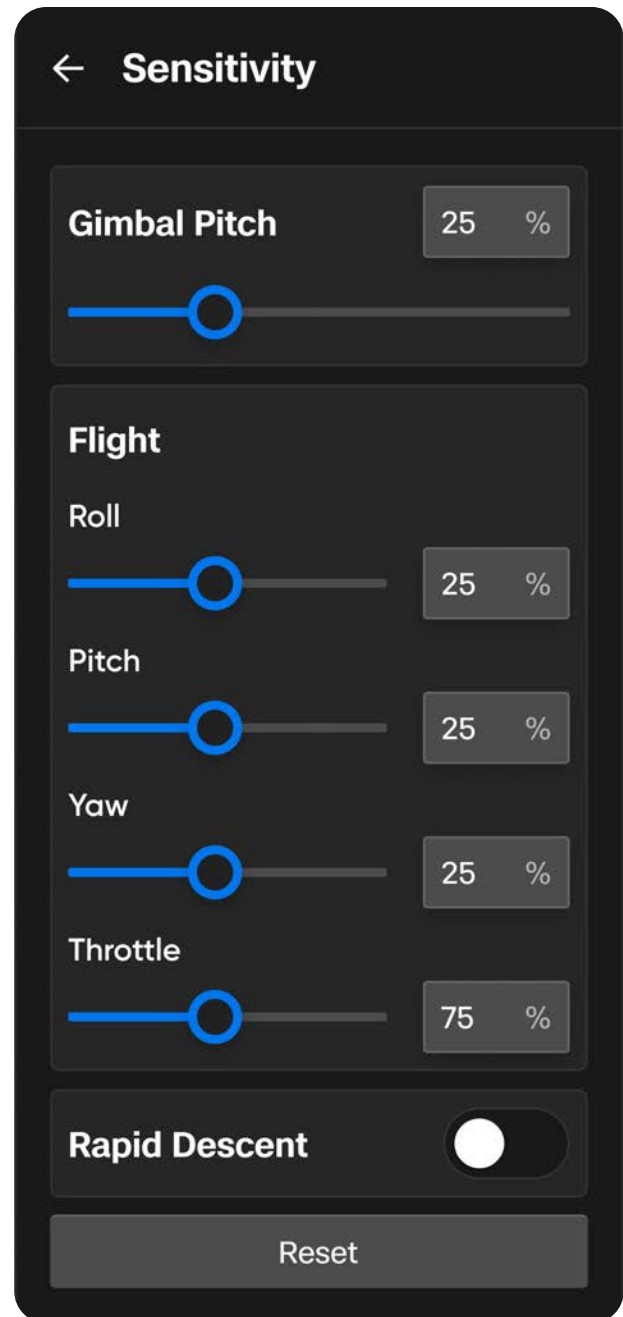 Sensitivity
Gimbal Pitch 25 %
Flight
Roll
25 %
Pitch
25 %
Yaw
25 %
Throttle
75 %
Rapid Descent
Reset